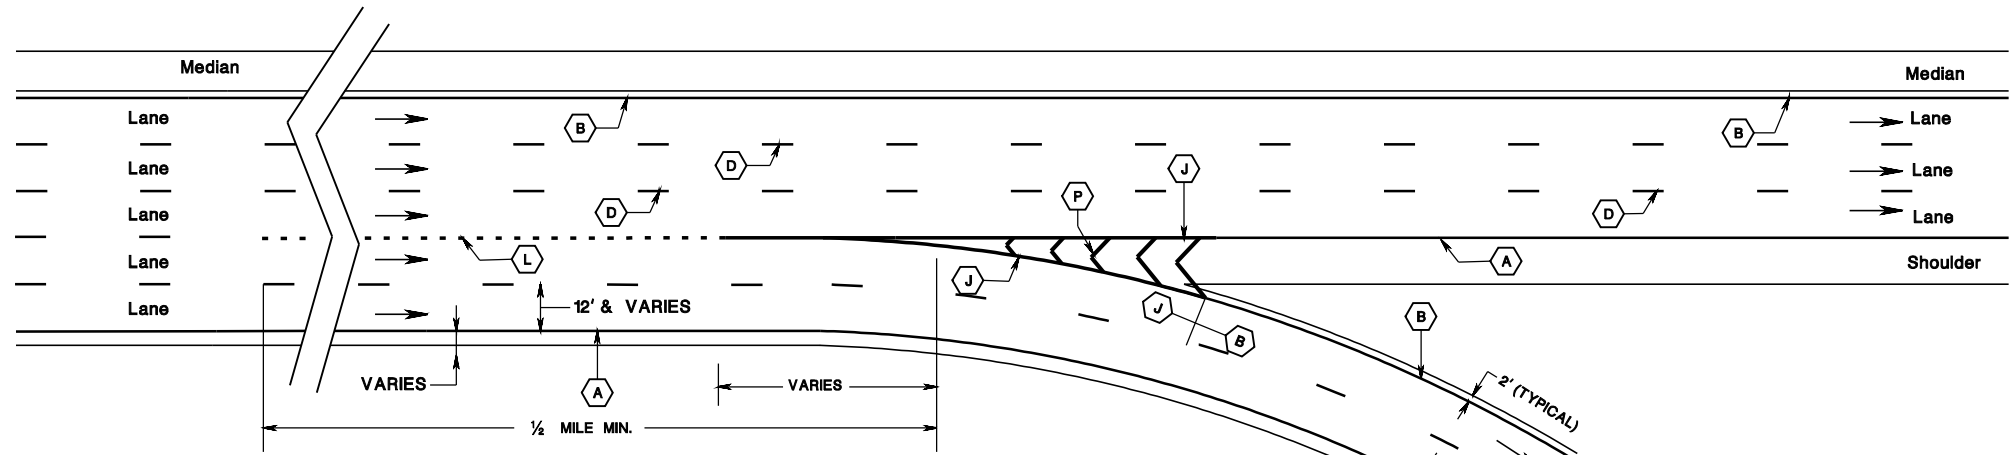 Median
Median
Lane
B
B
Lane
D
J
Lane
P
Lane
Lane
D
D
Lane
Lane
L
A
Lane
J
Shoulder
Lane
12' & VARIES
J
B
B
VARIES
A
VARIES
2' (TYPICAL)
½ MILE MIN.